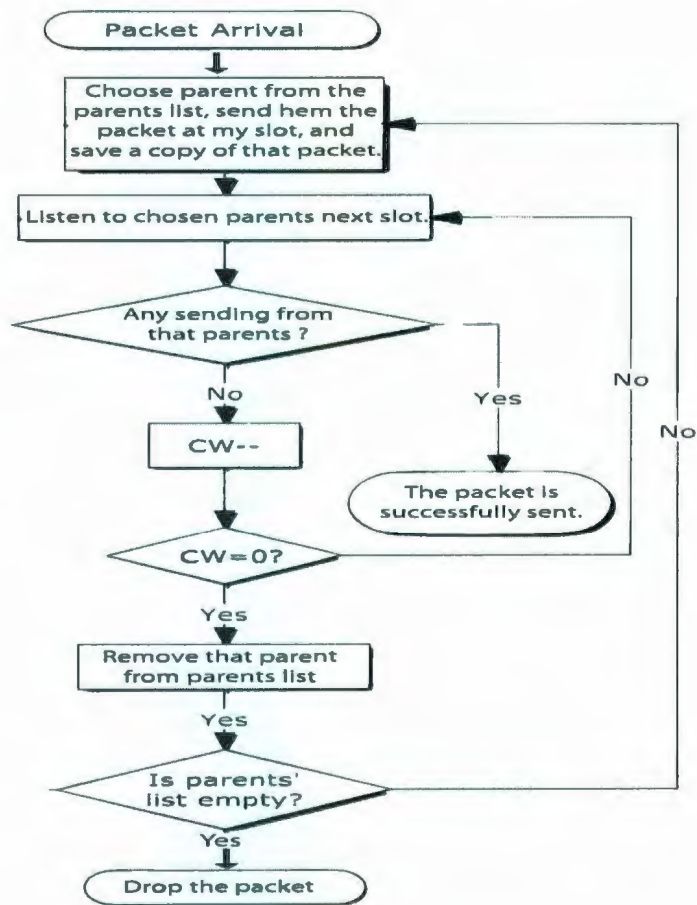 Packet Arrival
Choose parent from the
parents list, send hem the
packet at my slot, and
save a copy of that packet.
Listen to chosen parents next slot.
Any sending from
that parents ?
No
Yes
No
No
CW--
The packet is
successfully sent.
CW=0?
Yes
Remove that parent
from parents list
Yes
Is parents'
list empty?
Yes
Drop the packet